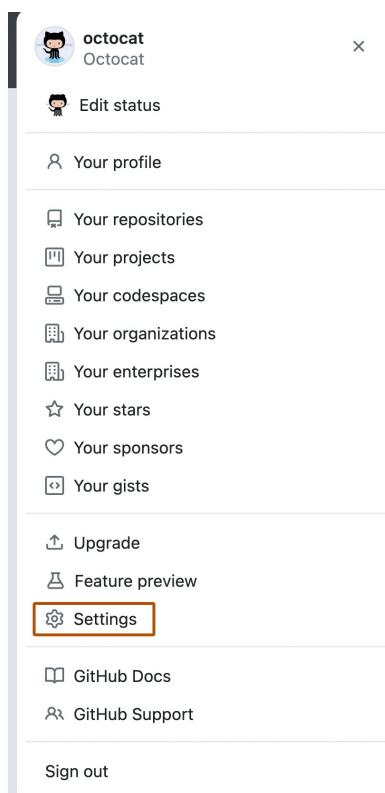 octocat
Octocat
Edit status
Your profile
Your repositories
Your projects
Your codespaces
Your organizations
Your enterprises
Your stars
Your sponsors
Your gists
Upgrade
Feature preview
Settings
GitHub Docs
GitHub Support
Sign out